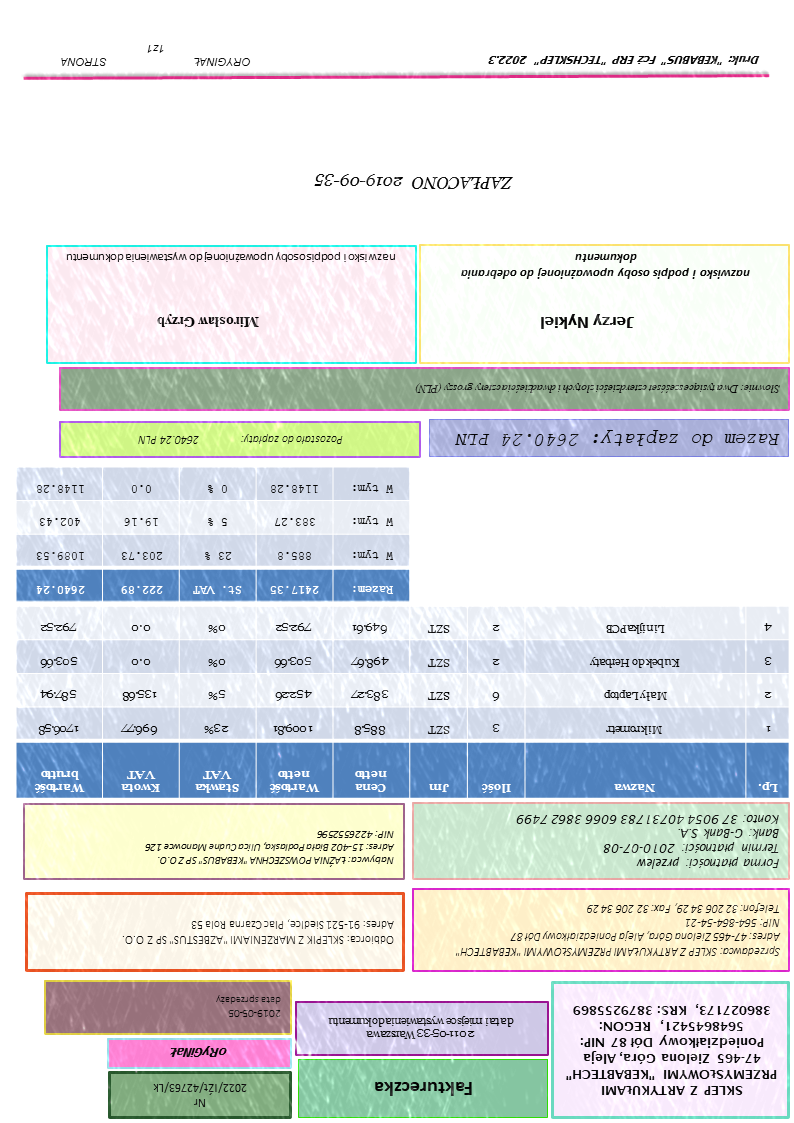 SKLEP Z ARTYKUŁAMI
PRZEMYSŁOWYMI "KEBABTECH"
47-465 Zielona Góra, Aleja
Poniedziałkowy Dół 87 NIP:
5648645421, REGON:
386027173, KRS: 3879255869
Faktureczka
2011-05-33 Warszawa
data i miejsce wystawienia dokumentu
Nr
2022/IŻt/42763/Lk
oRyGiNał
2019-05-05
data sprzedaży
Sprzedawca: SKLEP Z ARTYKUŁAMI PRZEMYSŁOWYMI "KEBABTECH"
Adres: 47-465 Zielona Góra, Aleja Poniedziałkowy Dół 87
NIP: 564-864-54-21
Telefon: 32 206 34 29, Fax: 32 206 34 29
Odbiorca: SKLEPIK Z MARZENIAMI "AZBESTUS" SP Z O.O.
Adres: 91-521 Siedlce, Plac Czarna Rola 53
Forma płatności: przelew
Termin płatności: 2010-07-08
Bank: G-Bank S.A.
Konto: 37 9054 4073 1783 6066 3862 7499
Nabywca: ŁAŹNIA POWSZECHNA "KEBABUS" SP Z O.O.
Adres: 15-402 Biała Podlaska, Ulica Cudne Manowce 126
NIP: 4226552596
Lp. Nazwa Ilość Jm Cena netto Wartość netto Stawka VAT Kwota VAT Wartość brutto
1 Mikrometr 3 SZT 885.8 1009.81 23% 696.77 1706.58
2 Mały Laptop 6 SZT 383.27 452.26 5% 135.68 587.94
3 Kubek do Herbaty 2 SZT 498.67 503.66 0% 0.0 503.66
4 Linijka PCB 2 SZT 649.61 792.52 0% 0.0 792.52
Razem: 2417.35 St. VAT 222.89 2640.24
W tym: 885.8 23 % 203.73 1089.53
W tym: 383.27 5 % 19.16 402.43
W tym: 1148.28 0 % 0.0 1148.28
Razem do zapłaty: 2640.24 PLN
Pozostało do zapłaty: 2640.24 PLN
Słownie: Dwa tysiące sześćset czterdzieści złotych i dwadzieścia cztery groszy (PLN)
Jerzy Nykiel
nazwisko i podpis osoby upoważnionej do odebrania
dokumentu
Mirosław Grzyb
nazwisko i podpis osoby upoważnionej do wystawienia dokumentu
ZAPŁACONO 2019-09-35
Druk: "KEBABUS" Fcż ERP "TECHSKLEP" 2022.3
ORYGINAŁ
STRONA
1z1